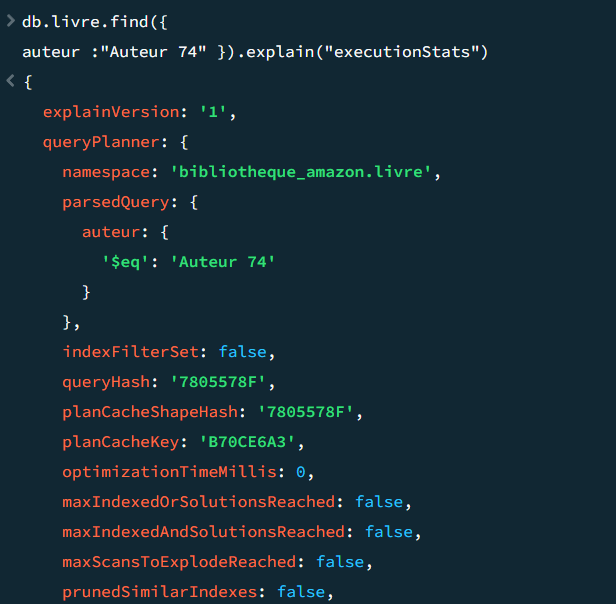 > db.livre.find({
auteur :"Auteur 74" }).explain("executionStats")
< {
explainVersion: '1',
queryPlanner: {
namespace: 'bibliotheque_amazon.livre',
parsedQuery: {
auteur: {
'$eq': 'Auteur 74'
}
},
indexFilterSet: false,
queryHash: '7805578F',
planCacheShapeHash: '7805578F',
planCacheKey: 'B70CE6A3',
optimizationTimeMillis: 0,
maxIndexedOrSolutionsReached: false,
maxIndexedAndSolutionsReached: false,
maxScansToExplodeReached: false,
prunedSimilarIndexes: false,